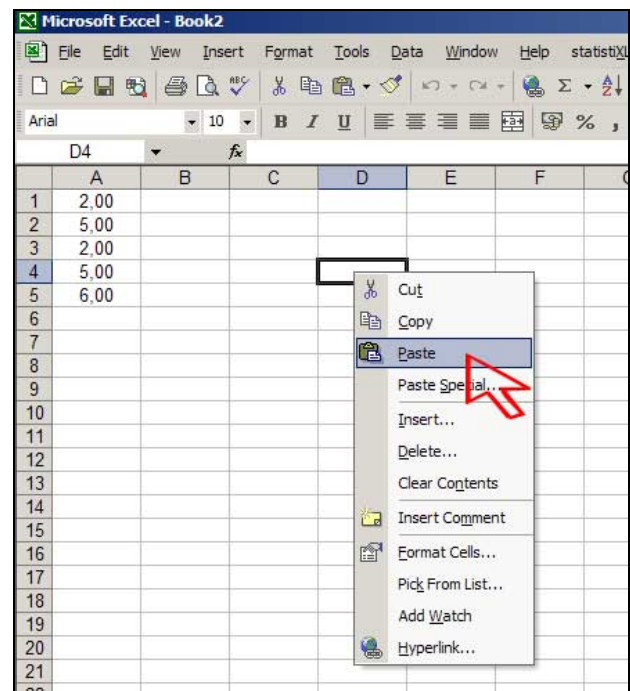 Microsoft Excel - Book2
File Edit View Insert Format Tools Data Window Help statistiXL
Arial 10 B I U %
D4 fx
A B C D E F
1 2,00
2 5,00
3 2,00
4 5,00
5 6,00
6
7
8
9
10
11
12
13
14
15
16
17
18
19
20
21
Cut
Copy
Paste
Paste Special...
Insert...
Delete...
Clear Contents
Insert Comment
Format Cells...
Pick From List...
Add Watch
Hyperlink...